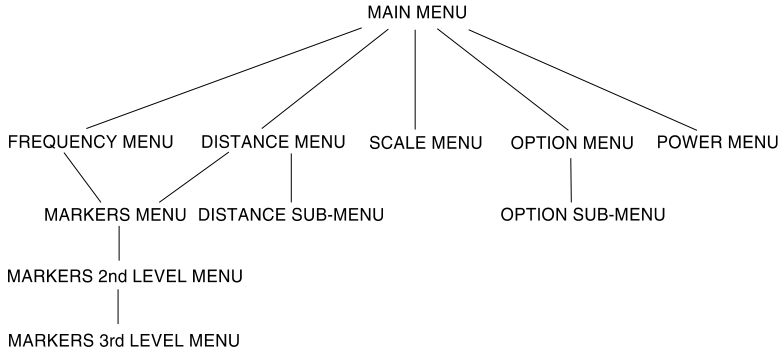 MAIN MENU
FREQUENCY MENU DISTANCE MENU SCALE MENU OPTION MENU POWER MENU
MARKERS MENU DISTANCE SUB-MENU OPTION SUB-MENU
MARKERS 2nd LEVEL MENU
MARKERS 3rd LEVEL MENU